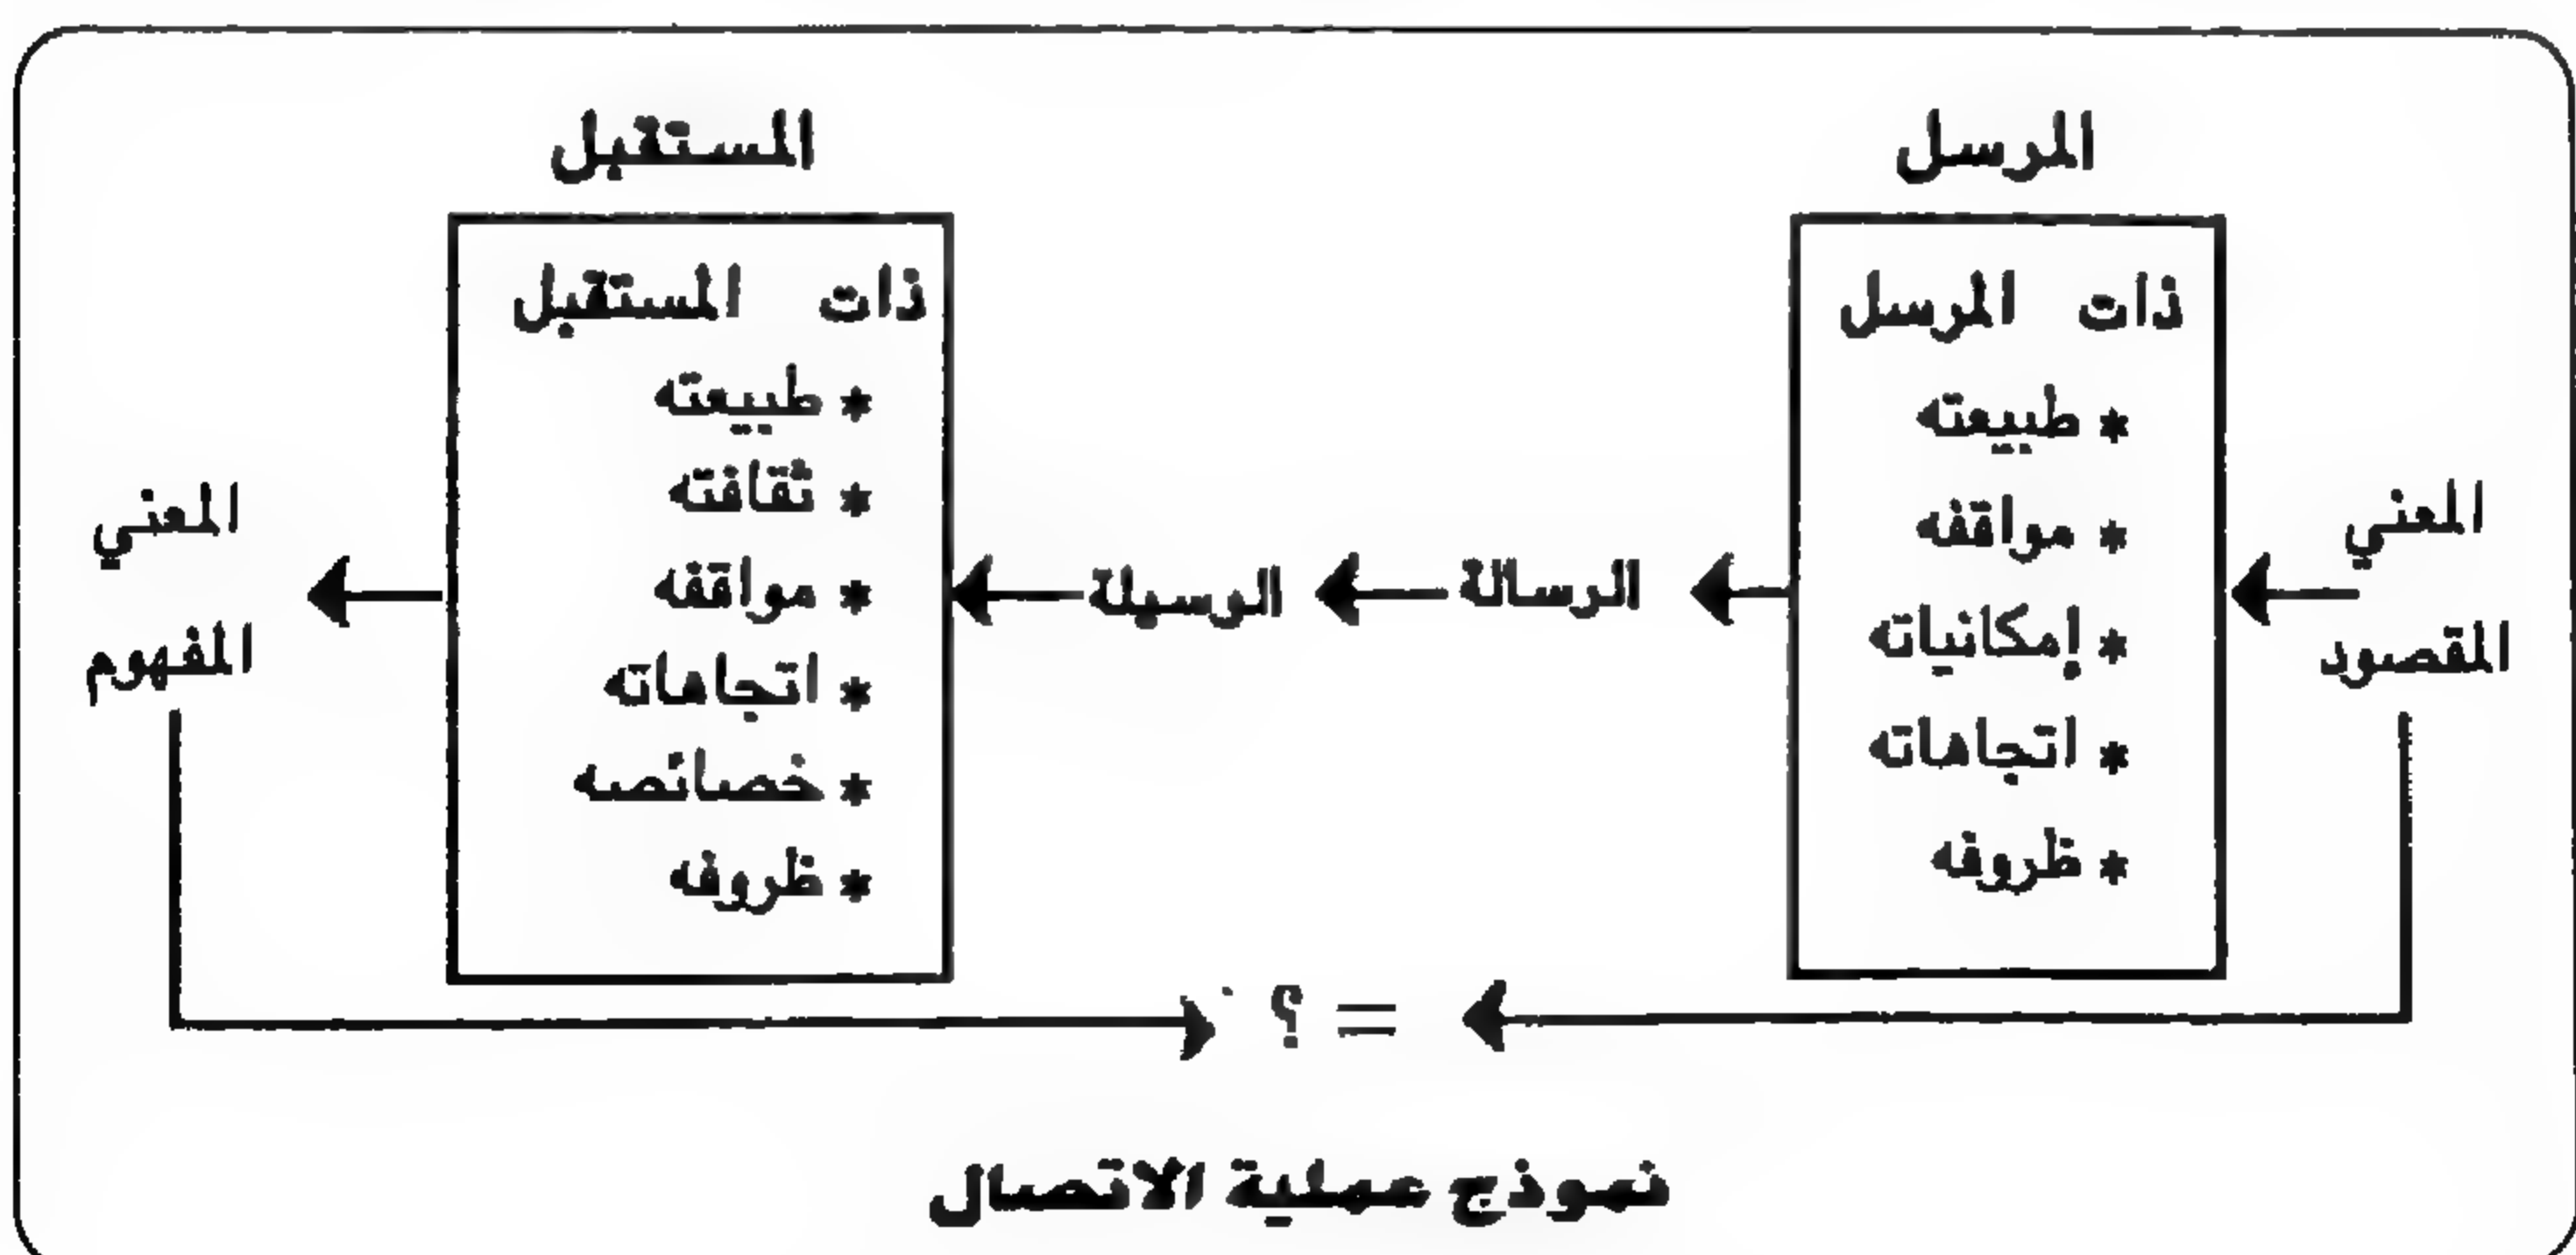 المرسل
المستقبل
المعني
المقصود
ذات المرسل
* طبيعته
* مواقفه
* إمكانياته
* اتجاهاته
* ظروفه
الرسالة
الوسيلة
ذات المستقبل
* طبيعته
* ثقافته
* مواقفه
* اتجاهاته
* خصائصه
* ظروفه
المعني
المفهوم
= ؟
نموذج عملية الاتصال